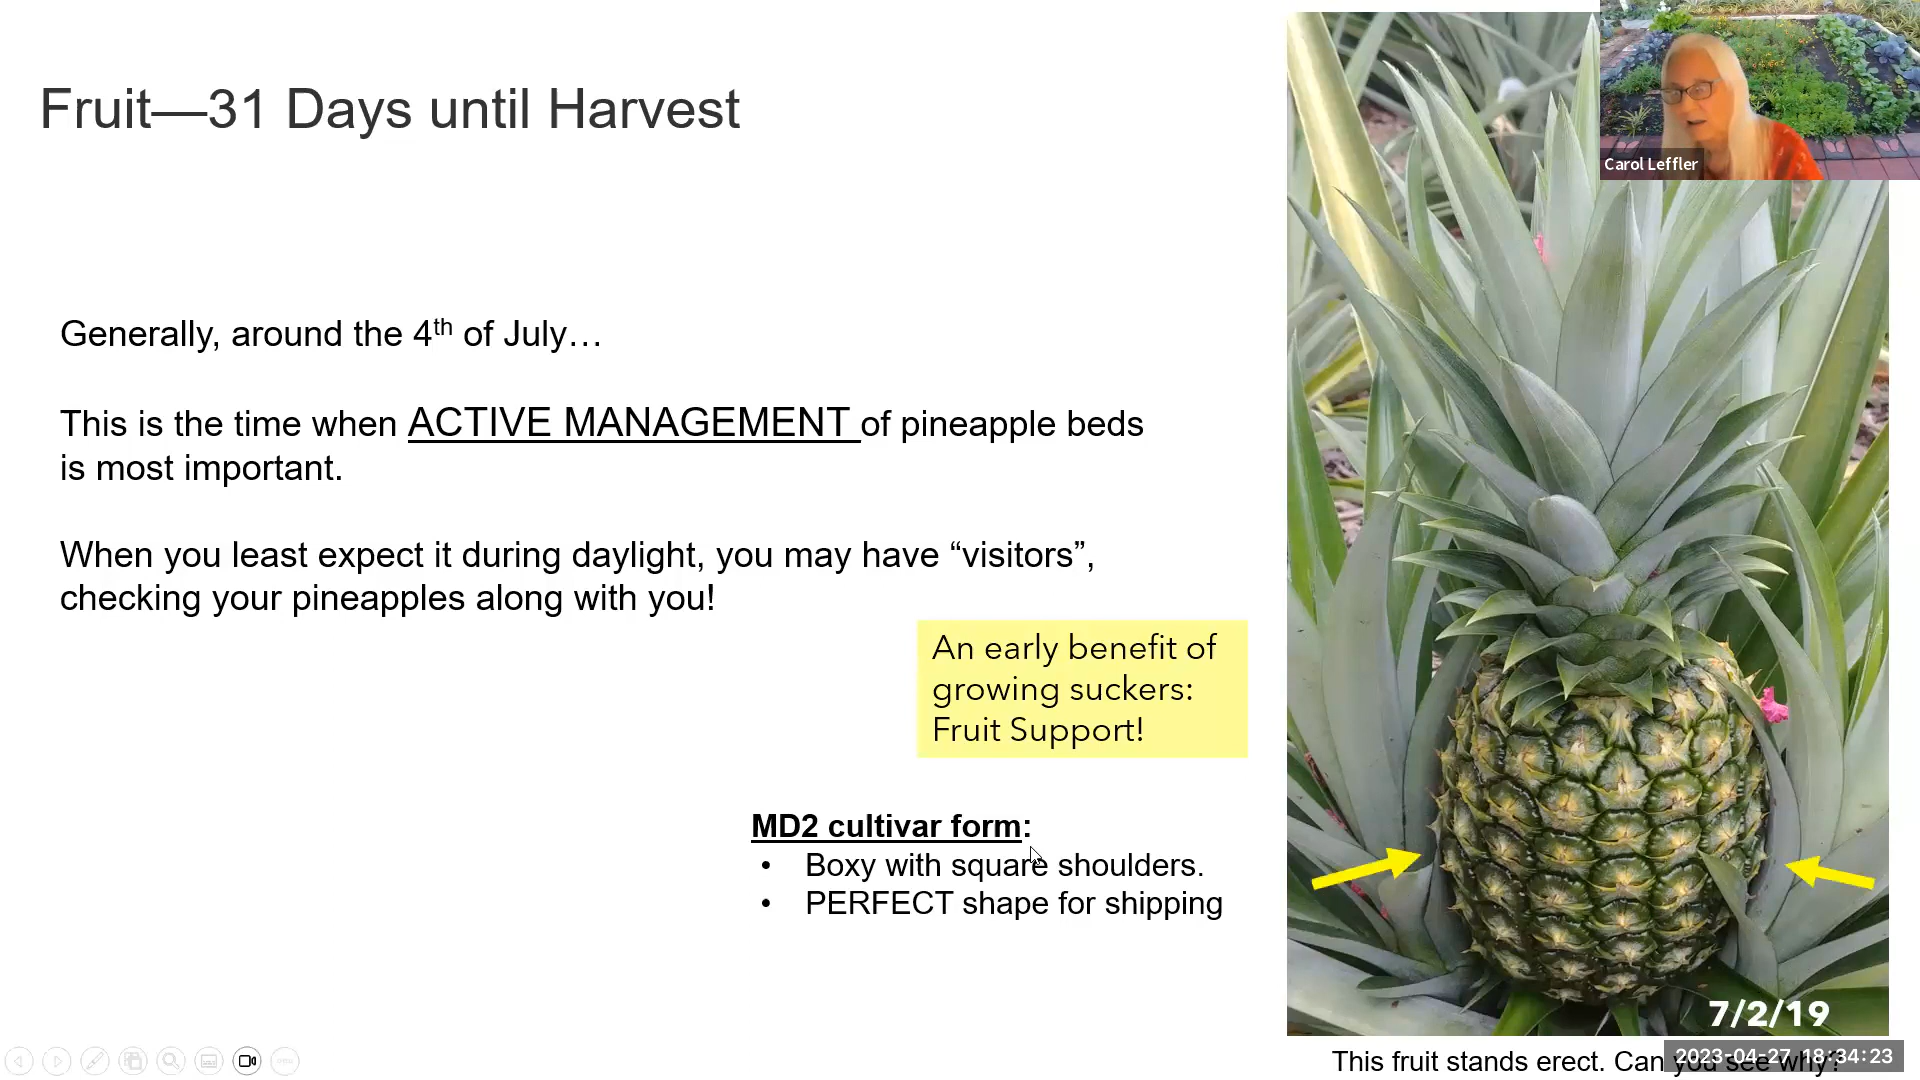 Fruit—31 Days until Harvest
Carol Leffler
Generally, around the 4th of July…
This is the time when ACTIVE MANAGEMENT of pineapple beds
is most important.
When you least expect it during daylight, you may have “visitors”,
checking your pineapples along with you!
An early benefit of
growing suckers:
Fruit Support!
MD2 cultivar form:
• Boxy with square shoulders.
• PERFECT shape for shipping
7/2/19
This fruit stands erect. Can you see why?
2023-04-27 18:34:23